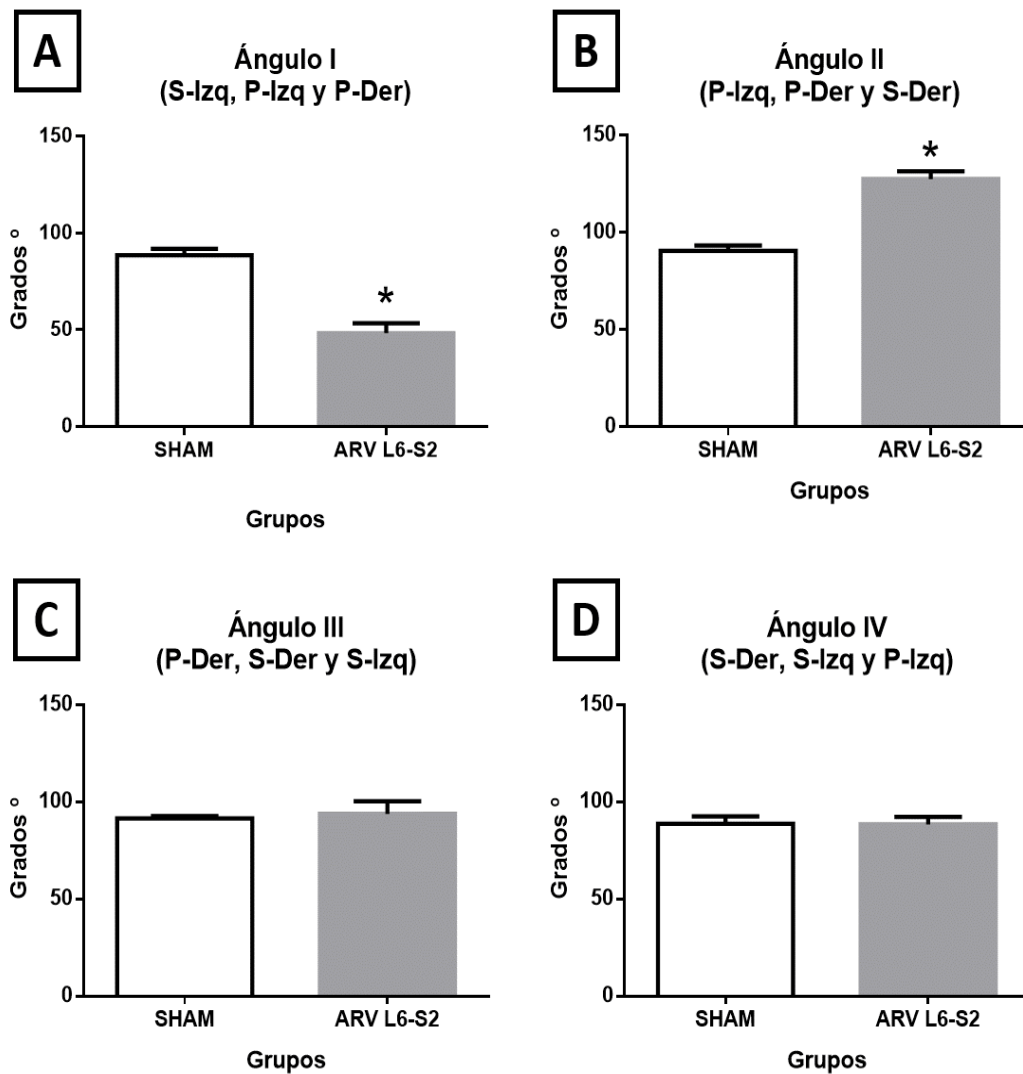 A
Ángulo I
(S-Izq, P-Izq y P-Der)
150
100
50
0
Grados º
*
SHAM
ARV L6-S2
Grupos
B
Ángulo II
(P-Izq, P-Der y S-Der)
150
100
50
0
Grados º
*
SHAM
ARV L6-S2
Grupos
C
Ángulo III
(P-Der, S-Der y S-Izq)
150
100
50
0
Grados º
SHAM
ARV L6-S2
Grupos
D
Ángulo IV
(S-Der, S-Izq y P-Izq)
150
100
50
0
Grados º
SHAM
ARV L6-S2
Grupos